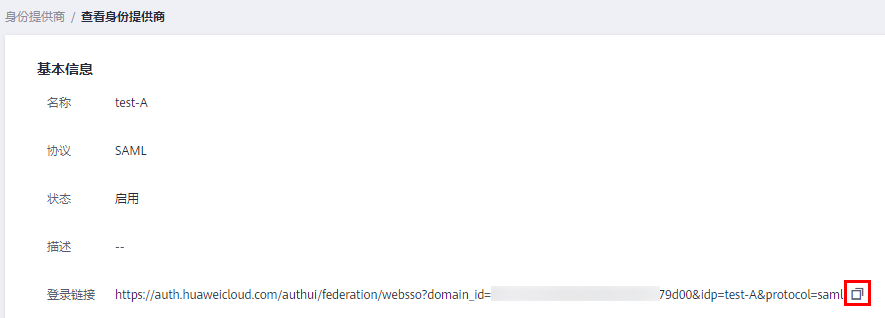 身份提供商 / 查看身份提供商
基本信息
名称 test-A
协议 SAML
状态 启用
描述 --
登录链接 https://auth.huaweicloud.com/authui/federation/websso?domain_id= 79d00&idp=test-A&protocol=saml